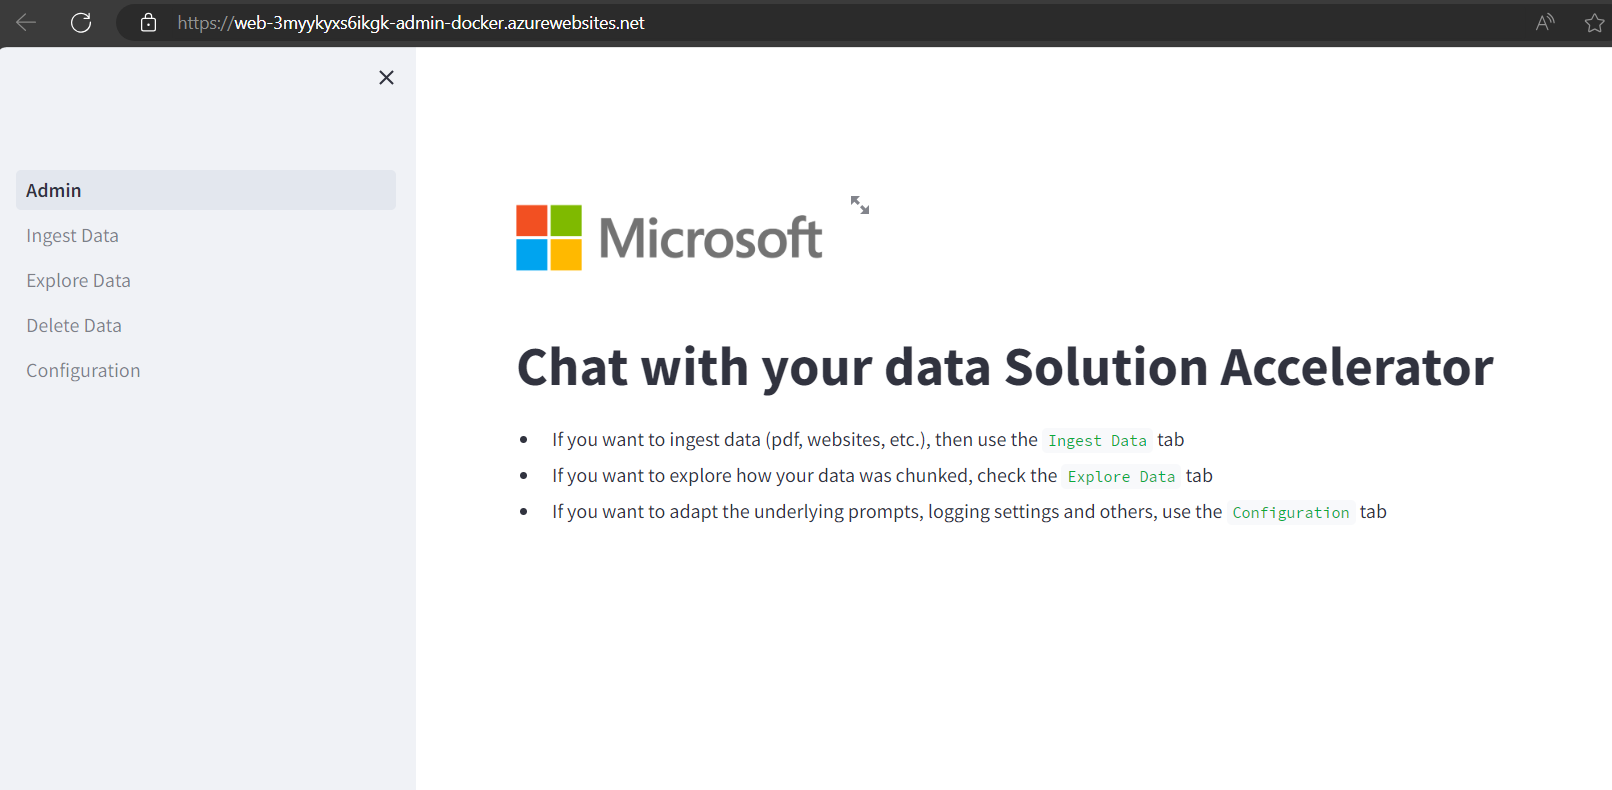 https://web-3myykyxs6ikgk-admin-docker.azurewebsites.net
Admin
Ingest Data
Explore Data
Delete Data
Configuration
Microsoft
Chat with your data Solution Accelerator
If you want to ingest data (pdf, websites, etc.), then use the Ingest Data tab
If you want to explore how your data was chunked, check the Explore Data tab
If you want to adapt the underlying prompts, logging settings and others, use the Configuration tab